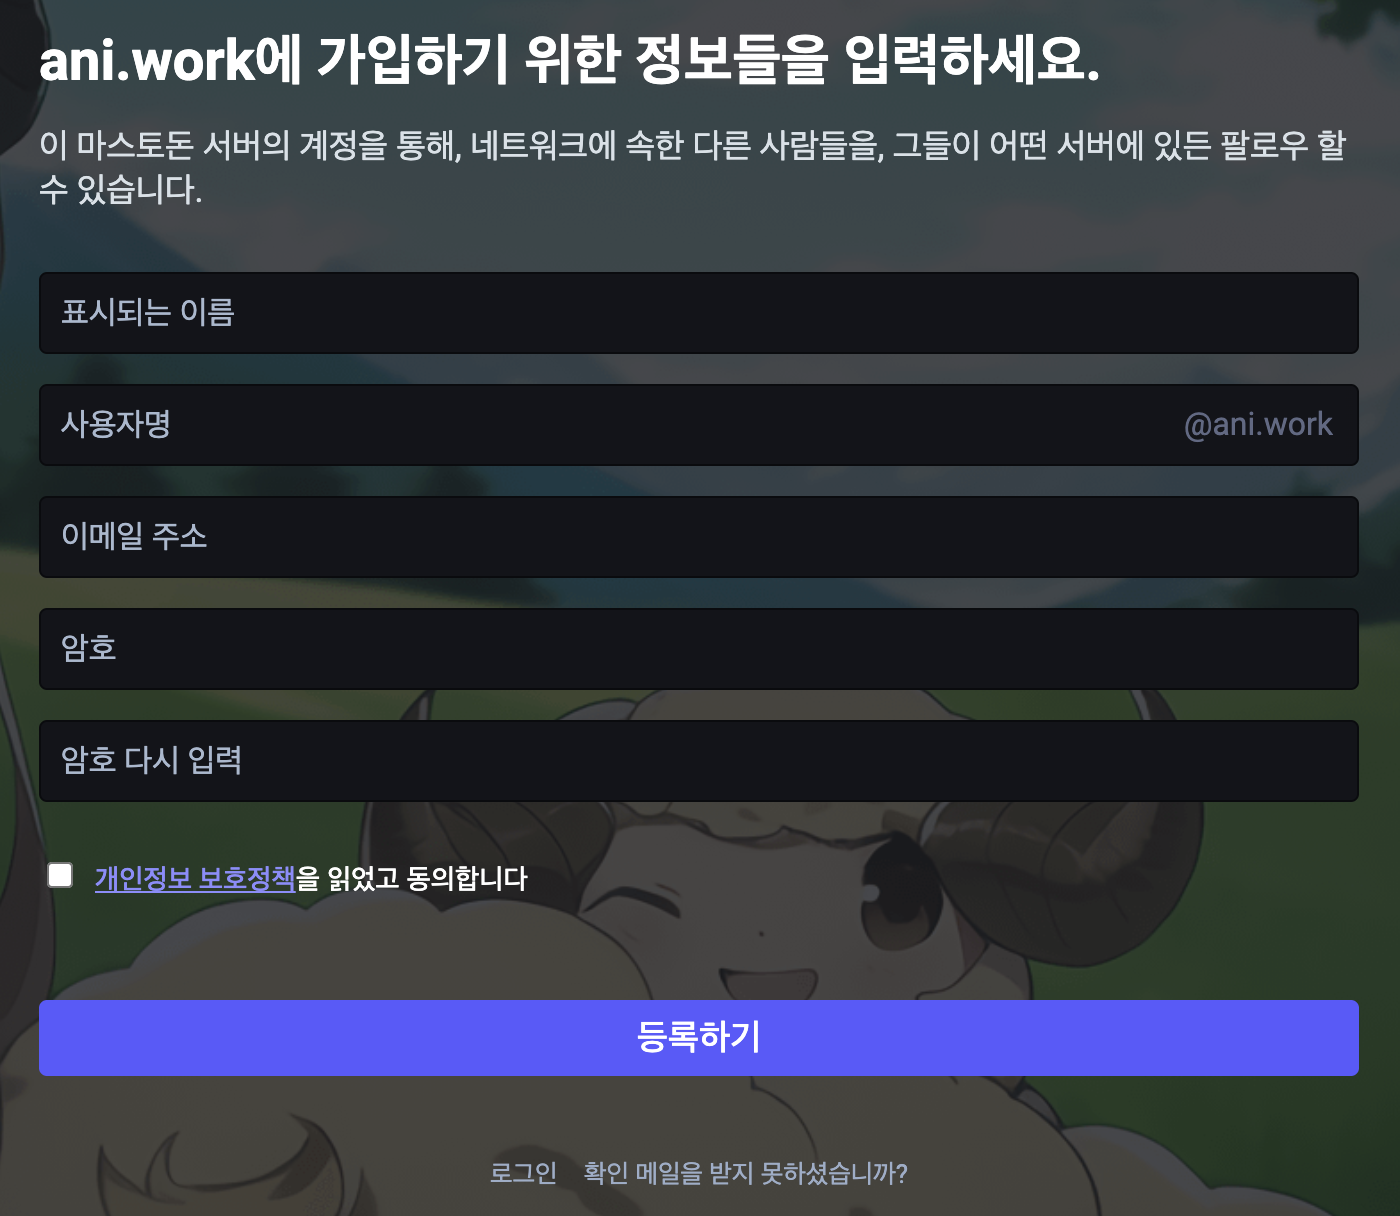 ani.work에 가입하기 위한 정보들을 입력하세요.
이 마스토돈 서버의 계정을 통해, 네트워크에 속한 다른 사람들을, 그들이 어떤 서버에 있든 팔로우 할
수 있습니다.
표시되는 이름
사용자명 @ani.work
이메일 주소
암호
암호 다시 입력
개인정보 보호정책을 읽었고 동의합니다
등록하기
로그인 확인 메일을 받지 못하셨습니까?